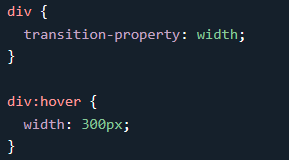 div {
  transition-property: width;
}

div:hover {
  width: 300px;
}